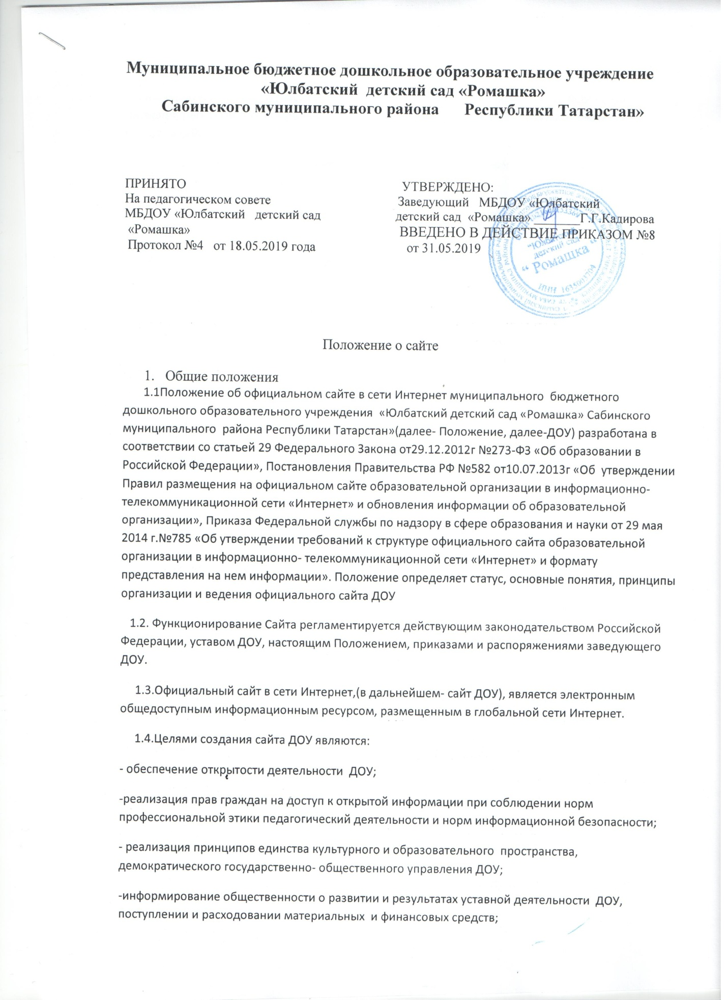 Муниципальное бюджетное дошкольное образовательное учреждение
«Юлбатский детский сад «Ромашка»
Сабинского муниципального района Республики Татарстан»
ПРИНЯТО
На педагогическом совете
МБДОУ «Юлбатский детский сад
«Ромашка»
Протокол №4 от 18.05.2019 года
УТВЕРЖДЕНО:
Заведующий МБДОУ «Юлбатский
детский сад «Ромашка» _______Г.Г.Кадирова
ВВЕДЕНО В ДЕЙСТВИЕ ПРИКАЗОМ №8
от 31.05.2019
"Юлбатский
детский сад
“ Ромашка “
ИНН 1635003704
Положение о сайте
1. Общие положения
1.1Положение об официальном сайте в сети Интернет муниципального бюджетного
дошкольного образовательного учреждения «Юлбатский детский сад «Ромашка» Сабинского
муниципального района Республики Татарстан»(далее- Положение, далее-ДОУ) разработана в
соответствии со статьей 29 Федерального Закона от29.12.2012г №273-ФЗ «Об образовании в
Российской Федерации», Постановления Правительства РФ №582 от10.07.2013г «Об утверждении
Правил размещения на официальном сайте образовательной организации в информационно-
телекоммуникационной сети «Интернет» и обновления информации об образовательной
организации», Приказа Федеральной службы по надзору в сфере образования и науки от 29 мая
2014 г.№785 «Об утверждении требований к структуре официального сайта образовательной
организации в информационно- телекоммуникационной сети «Интернет» и формату
представления на нем информации». Положение определяет статус, основные понятия, принципы
организации и ведения официального сайта ДОУ
1.2. Функционирование Сайта регламентируется действующим законодательством Российской
Федерации, уставом ДОУ, настоящим Положением, приказами и распоряжениями заведующего
ДОУ.
1.3.Официальный сайт в сети Интернет,(в дальнейшем- сайт ДОУ), является электронным
общедоступным информационным ресурсом, размещенным в глобальной сети Интернет.
1.4.Целями создания сайта ДОУ являются:
- обеспечение открытости деятельности ДОУ;
-реализация прав граждан на доступ к открытой информации при соблюдении норм
профессиональной этики педагогический деятельности и норм информационной безопасности;
- реализация принципов единства культурного и образовательного пространства,
демократического государственно- общественного управления ДОУ;
-информирование общественности о развитии и результатах уставной деятельности ДОУ,
поступлении и расходовании материальных и финансовых средств;